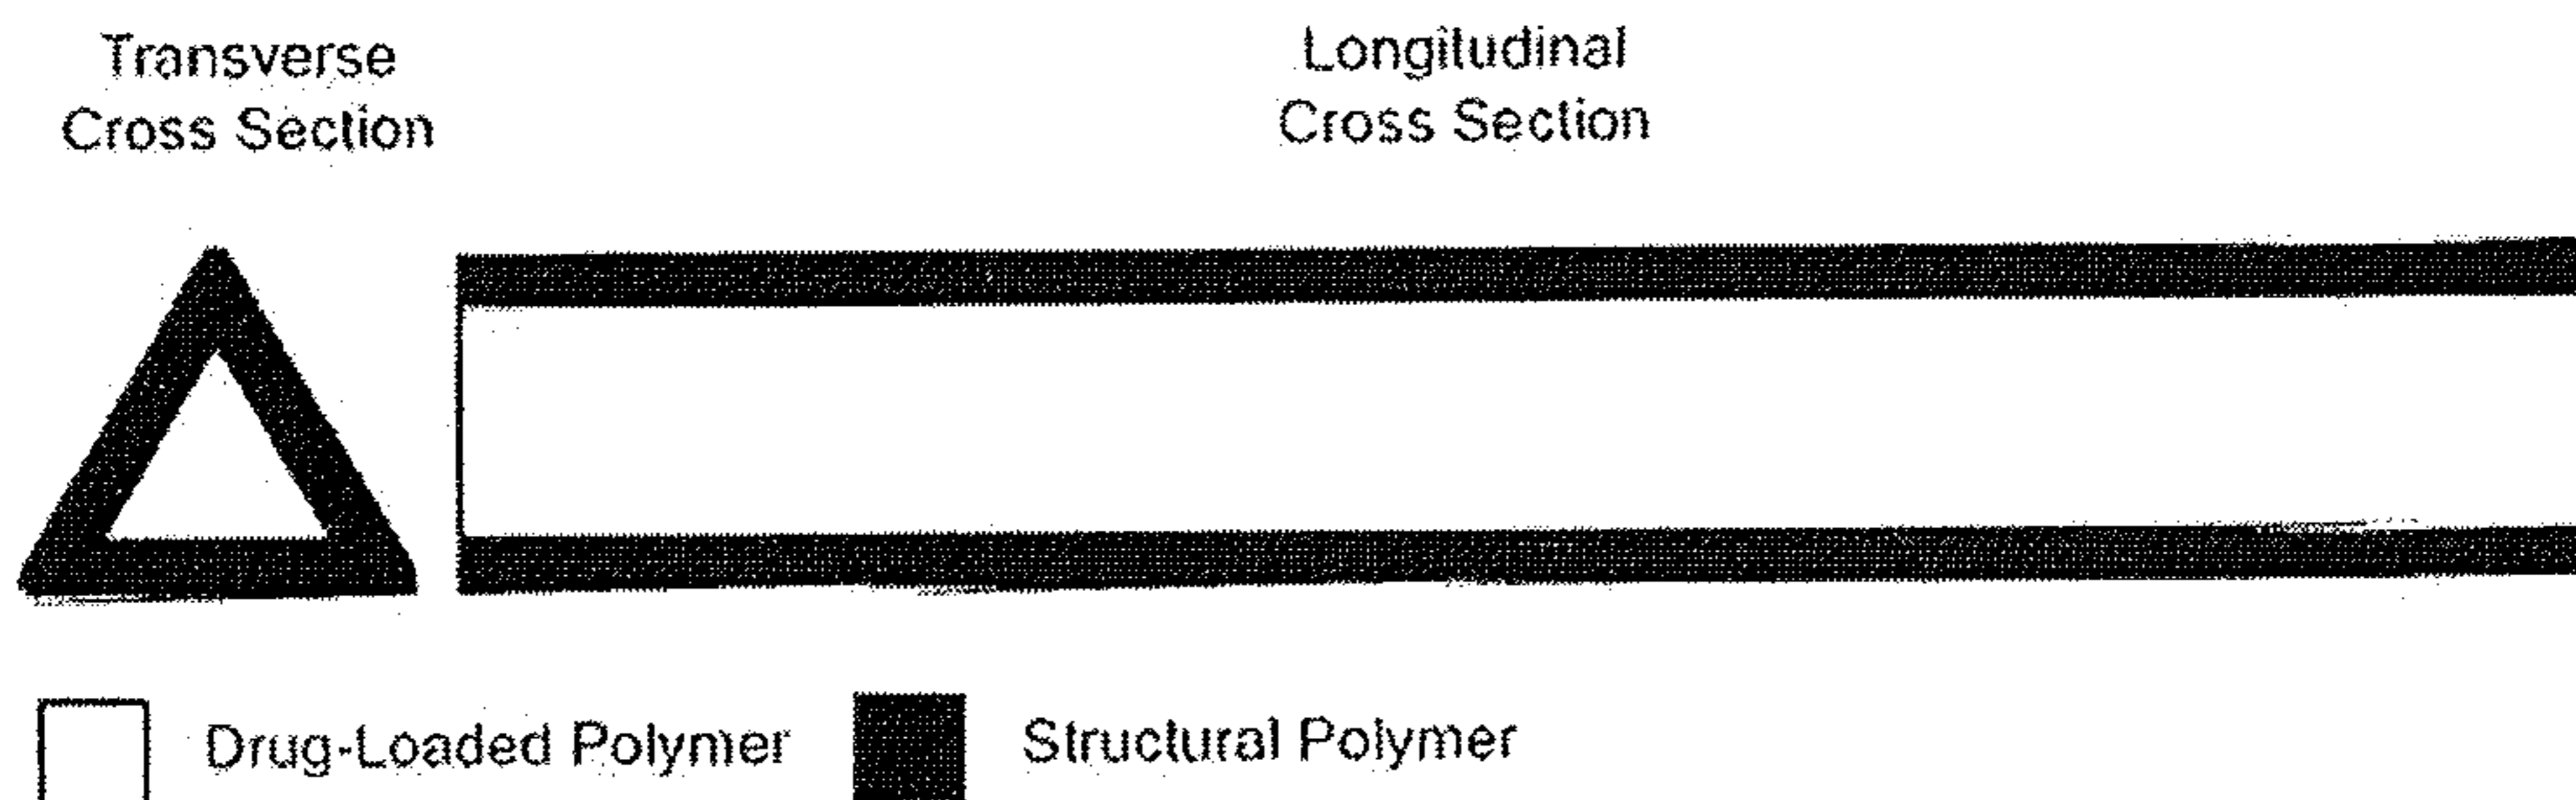 Transverse
Cross Section
Longitudinal
Cross Section
Drug-Loaded Polymer
Structural Polymer